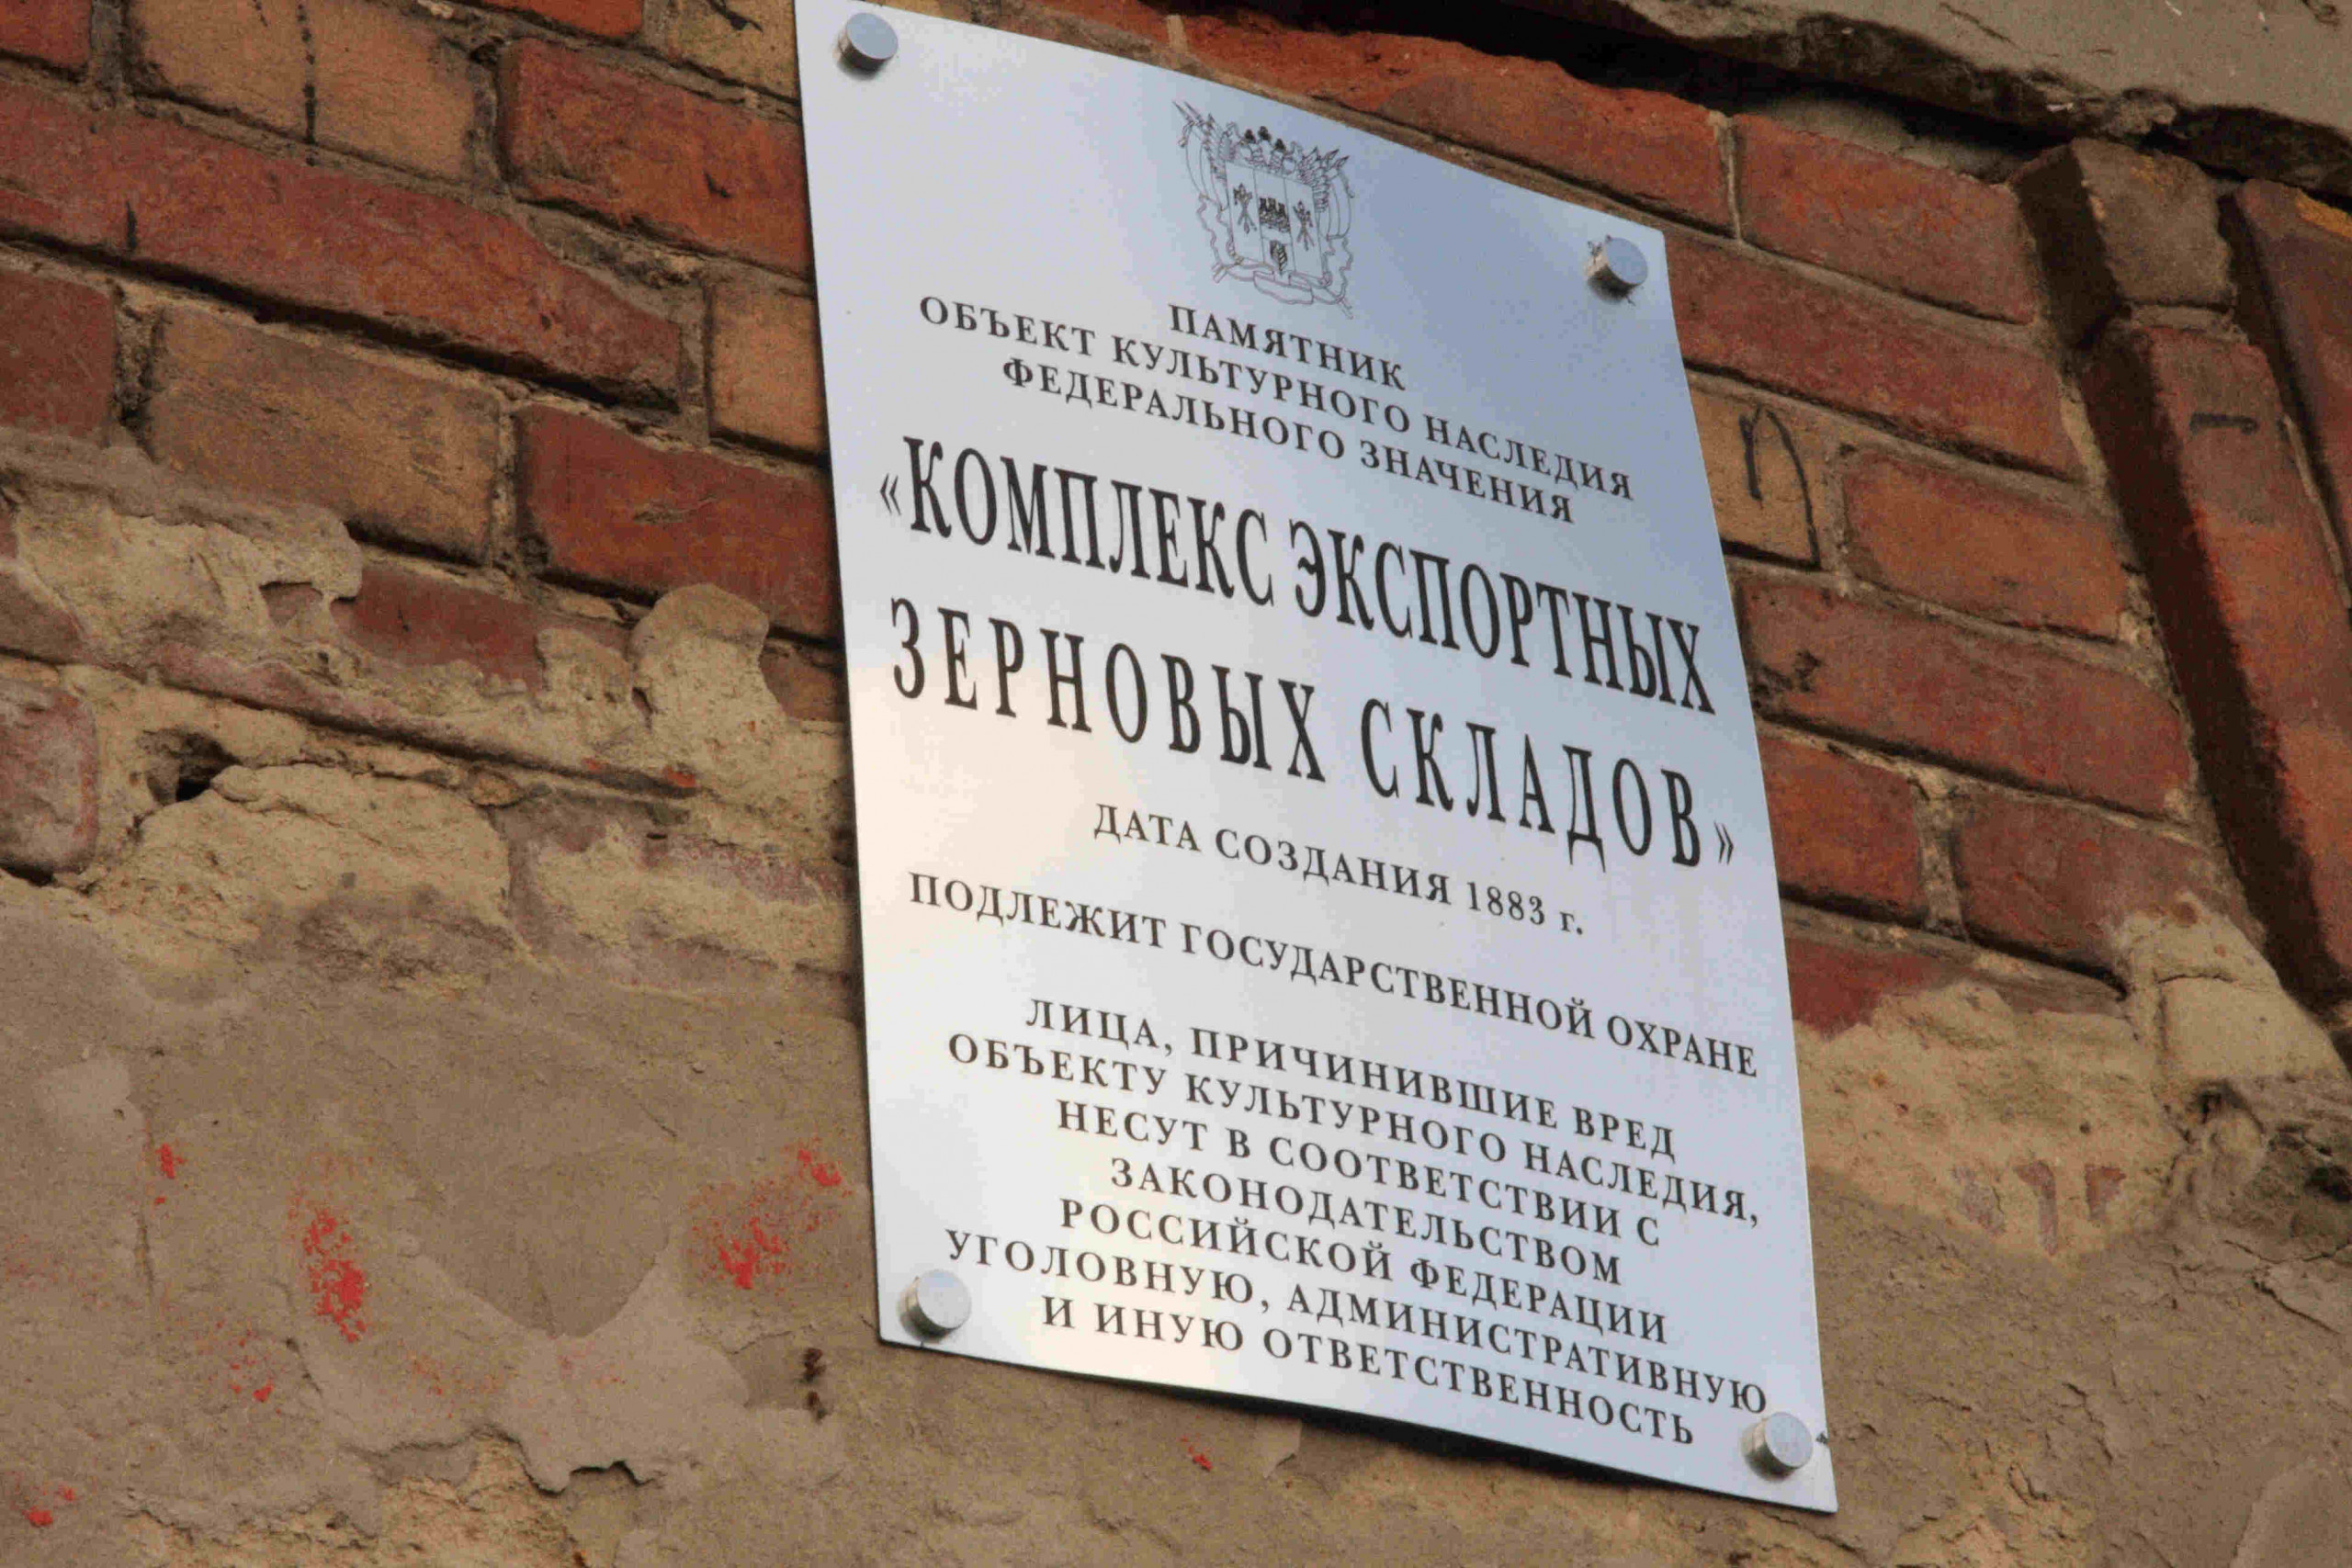 ПАМЯТНИК
ОБЪЕКТ КУЛЬТУРНОГО НАСЛЕДИЯ
ФЕДЕРАЛЬНОГО ЗНАЧЕНИЯ
«КОМПЛЕКС ЭКСПОРТНЫХ
ЗЕРНОВЫХ СКЛАДОВ»
ДАТА СОЗДАНИЯ 1883 г.
ПОДЛЕЖИТ ГОСУДАРСТВЕННОЙ ОХРАНЕ
ЛИЦА, ПРИЧИНИВШИЕ ВРЕД
ОБЪЕКТУ КУЛЬТУРНОГО НАСЛЕДИЯ,
НЕСУТ В СООТВЕТСТВИИ С
ЗАКОНОДАТЕЛЬСТВОМ
РОССИЙСКОЙ ФЕДЕРАЦИИ
УГОЛОВНУЮ, АДМИНИСТРАТИВНУЮ
И ИНУЮ ОТВЕТСТВЕННОСТЬ